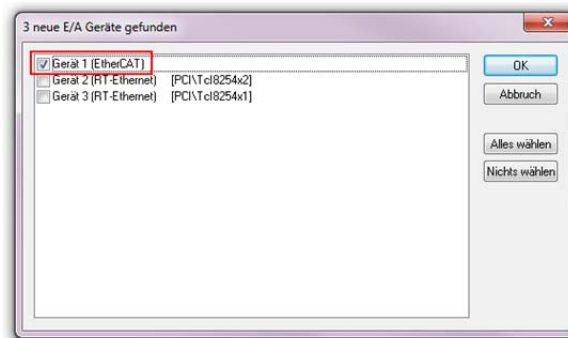 3 neue E/A Geräte gefunden
Gerät 1 (EtherCAT)
Gerät 2 (RT-Ethernet) [PCI\TcI8254x2]
Gerät 3 (RT-Ethernet) [PCI\TcI8254x1]
OK
Abbruch
Alles wählen
Nichts wählen